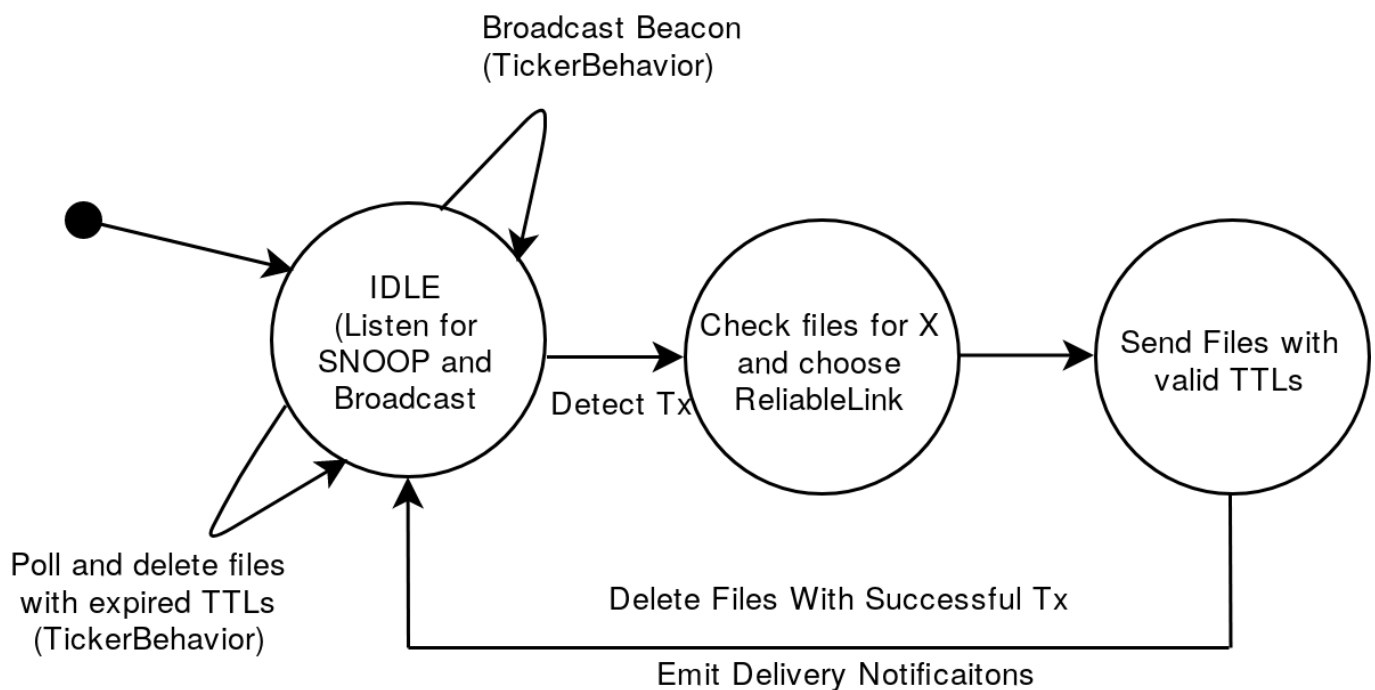 Broadcast Beacon
(TickerBehavior)
IDLE
(Listen for
SNOOP and
Broadcast
Detect Tx
Check files for X
and choose
ReliableLink
Send Files with
valid TTLs
Poll and delete files
with expired TTLs
(TickerBehavior)
Delete Files With Successful Tx
Emit Delivery Notificaitons